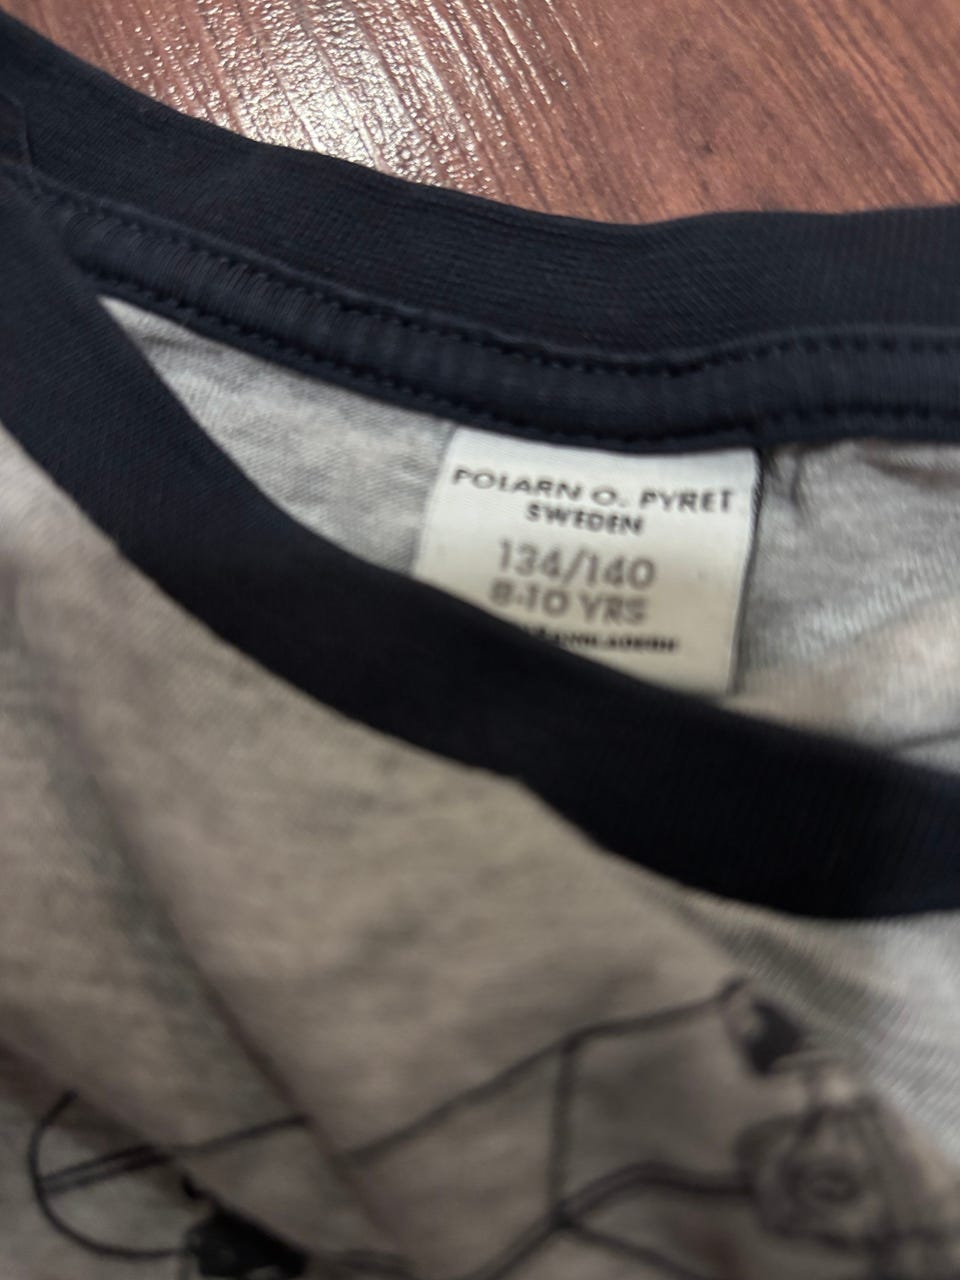 POLARN O. PYRET
SWEDEN
134/140
8-10 YRS